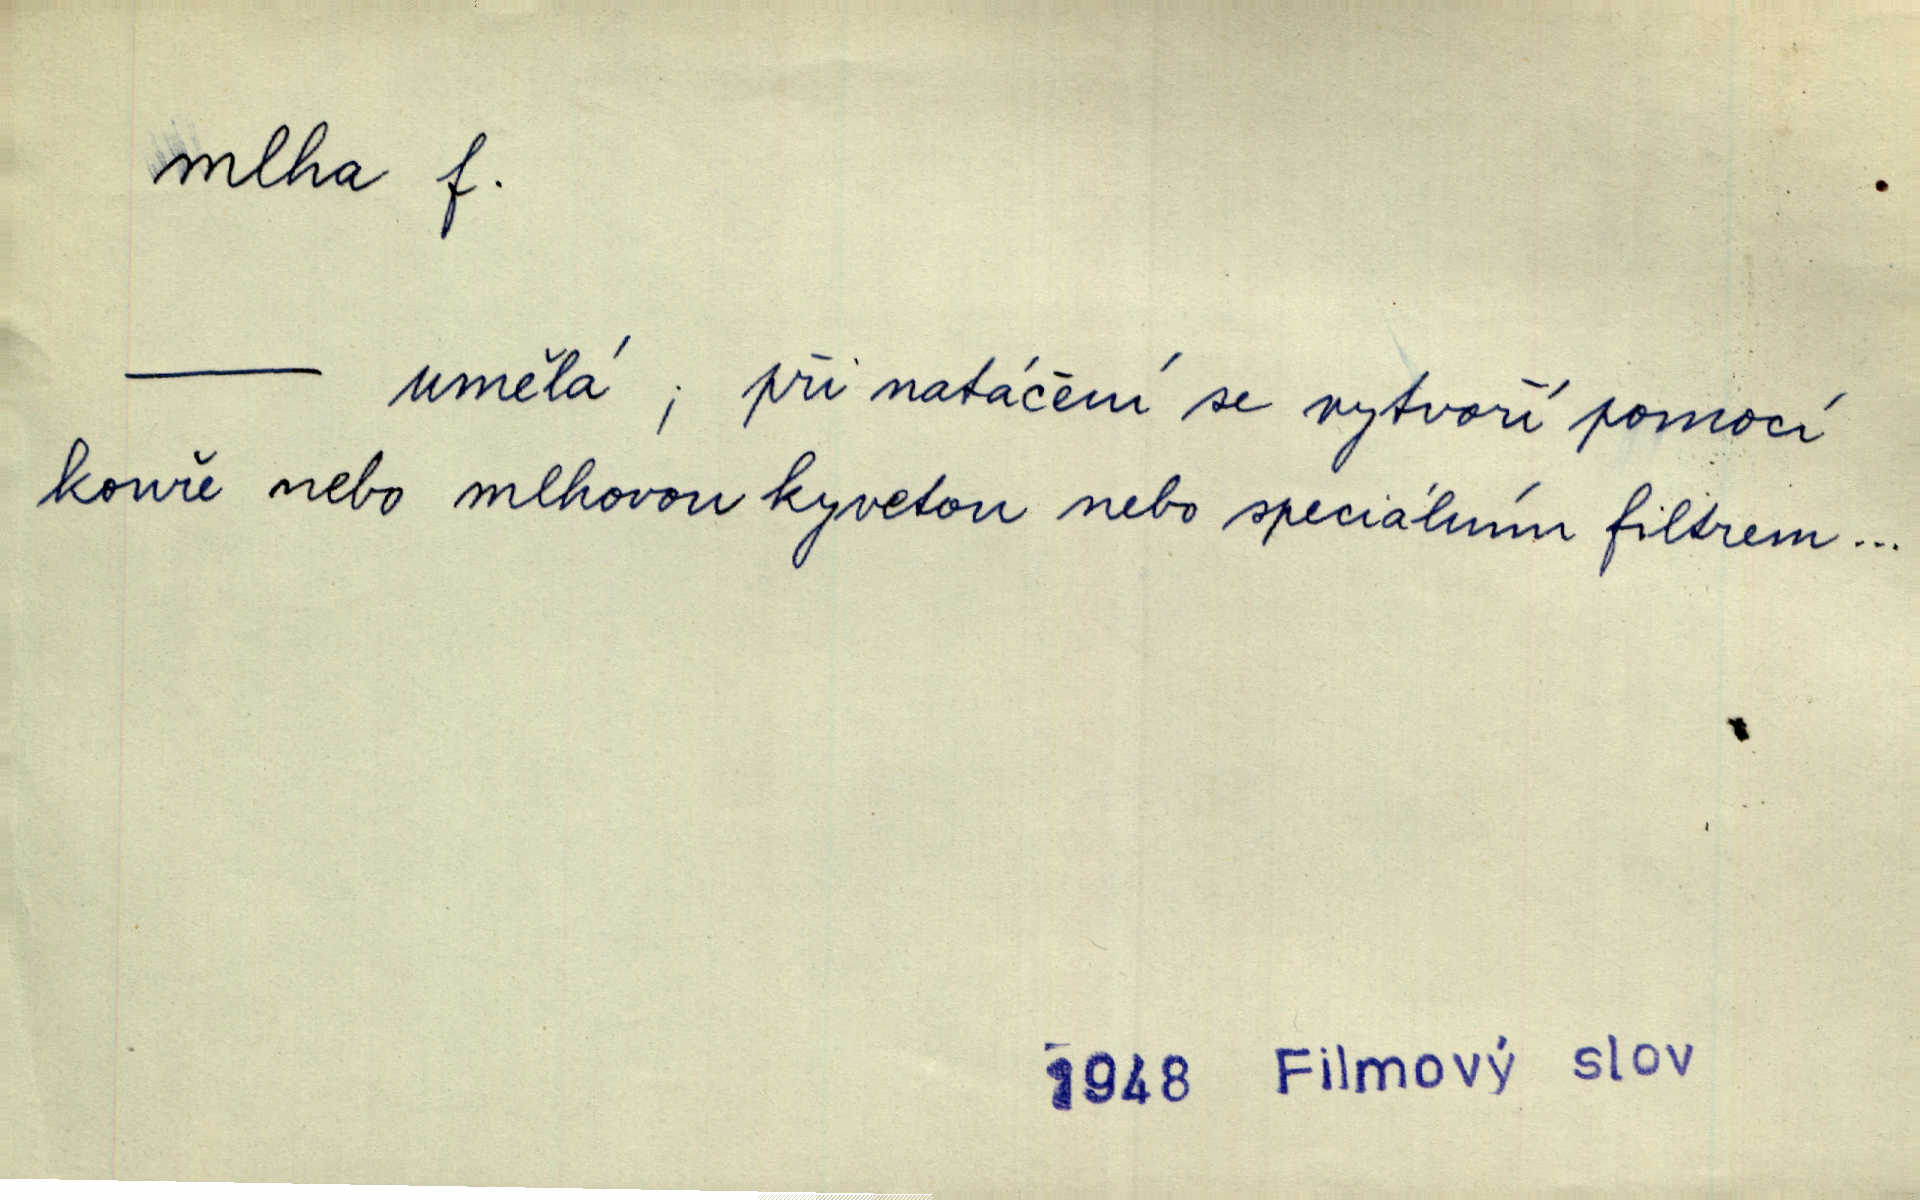 mlha f.
— umělá ; při natáčení se vytvoří pomocí
kouře nebo mlhovou kyvetou nebo speciálním filtrem...
1948 Filmový slov